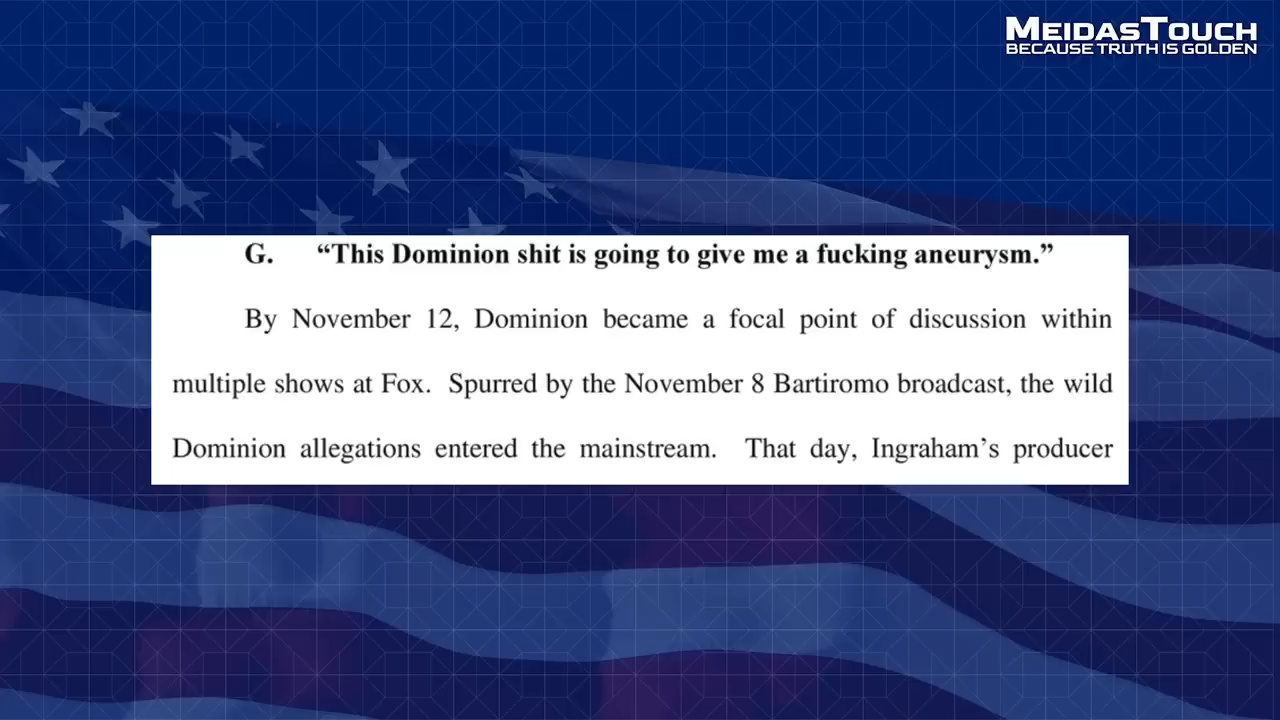 MEIDASTOUCH
BECAUSE TRUTH IS GOLDEN
G. “This Dominion shit is going to give me a fucking aneurysm.”
By November 12, Dominion became a focal point of discussion within
multiple shows at Fox. Spurred by the November 8 Bartiromo broadcast, the wild
Dominion allegations entered the mainstream. That day, Ingraham’s producer